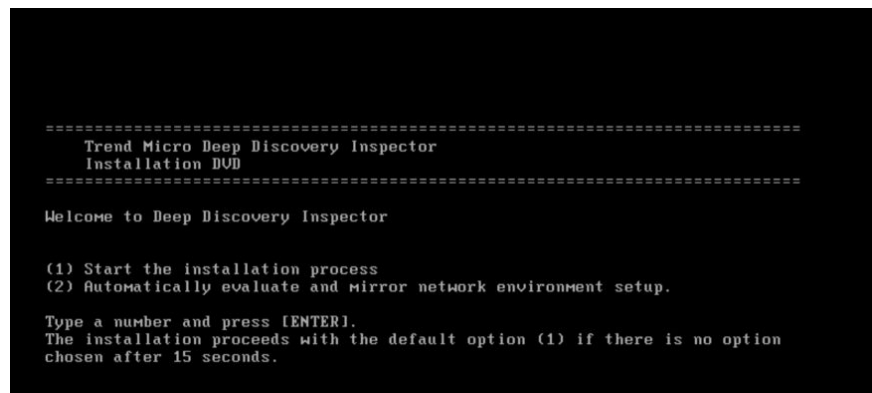 =============================================================================
Trend Micro Deep Discovery Inspector
Installation DVD
=============================================================================
Welcome to Deep Discovery Inspector
(1) Start the installation process
(2) Automatically evaluate and mirror network environment setup.
Type a number and press [ENTER].
The installation proceeds with the default option (1) if there is no option
chosen after 15 seconds.